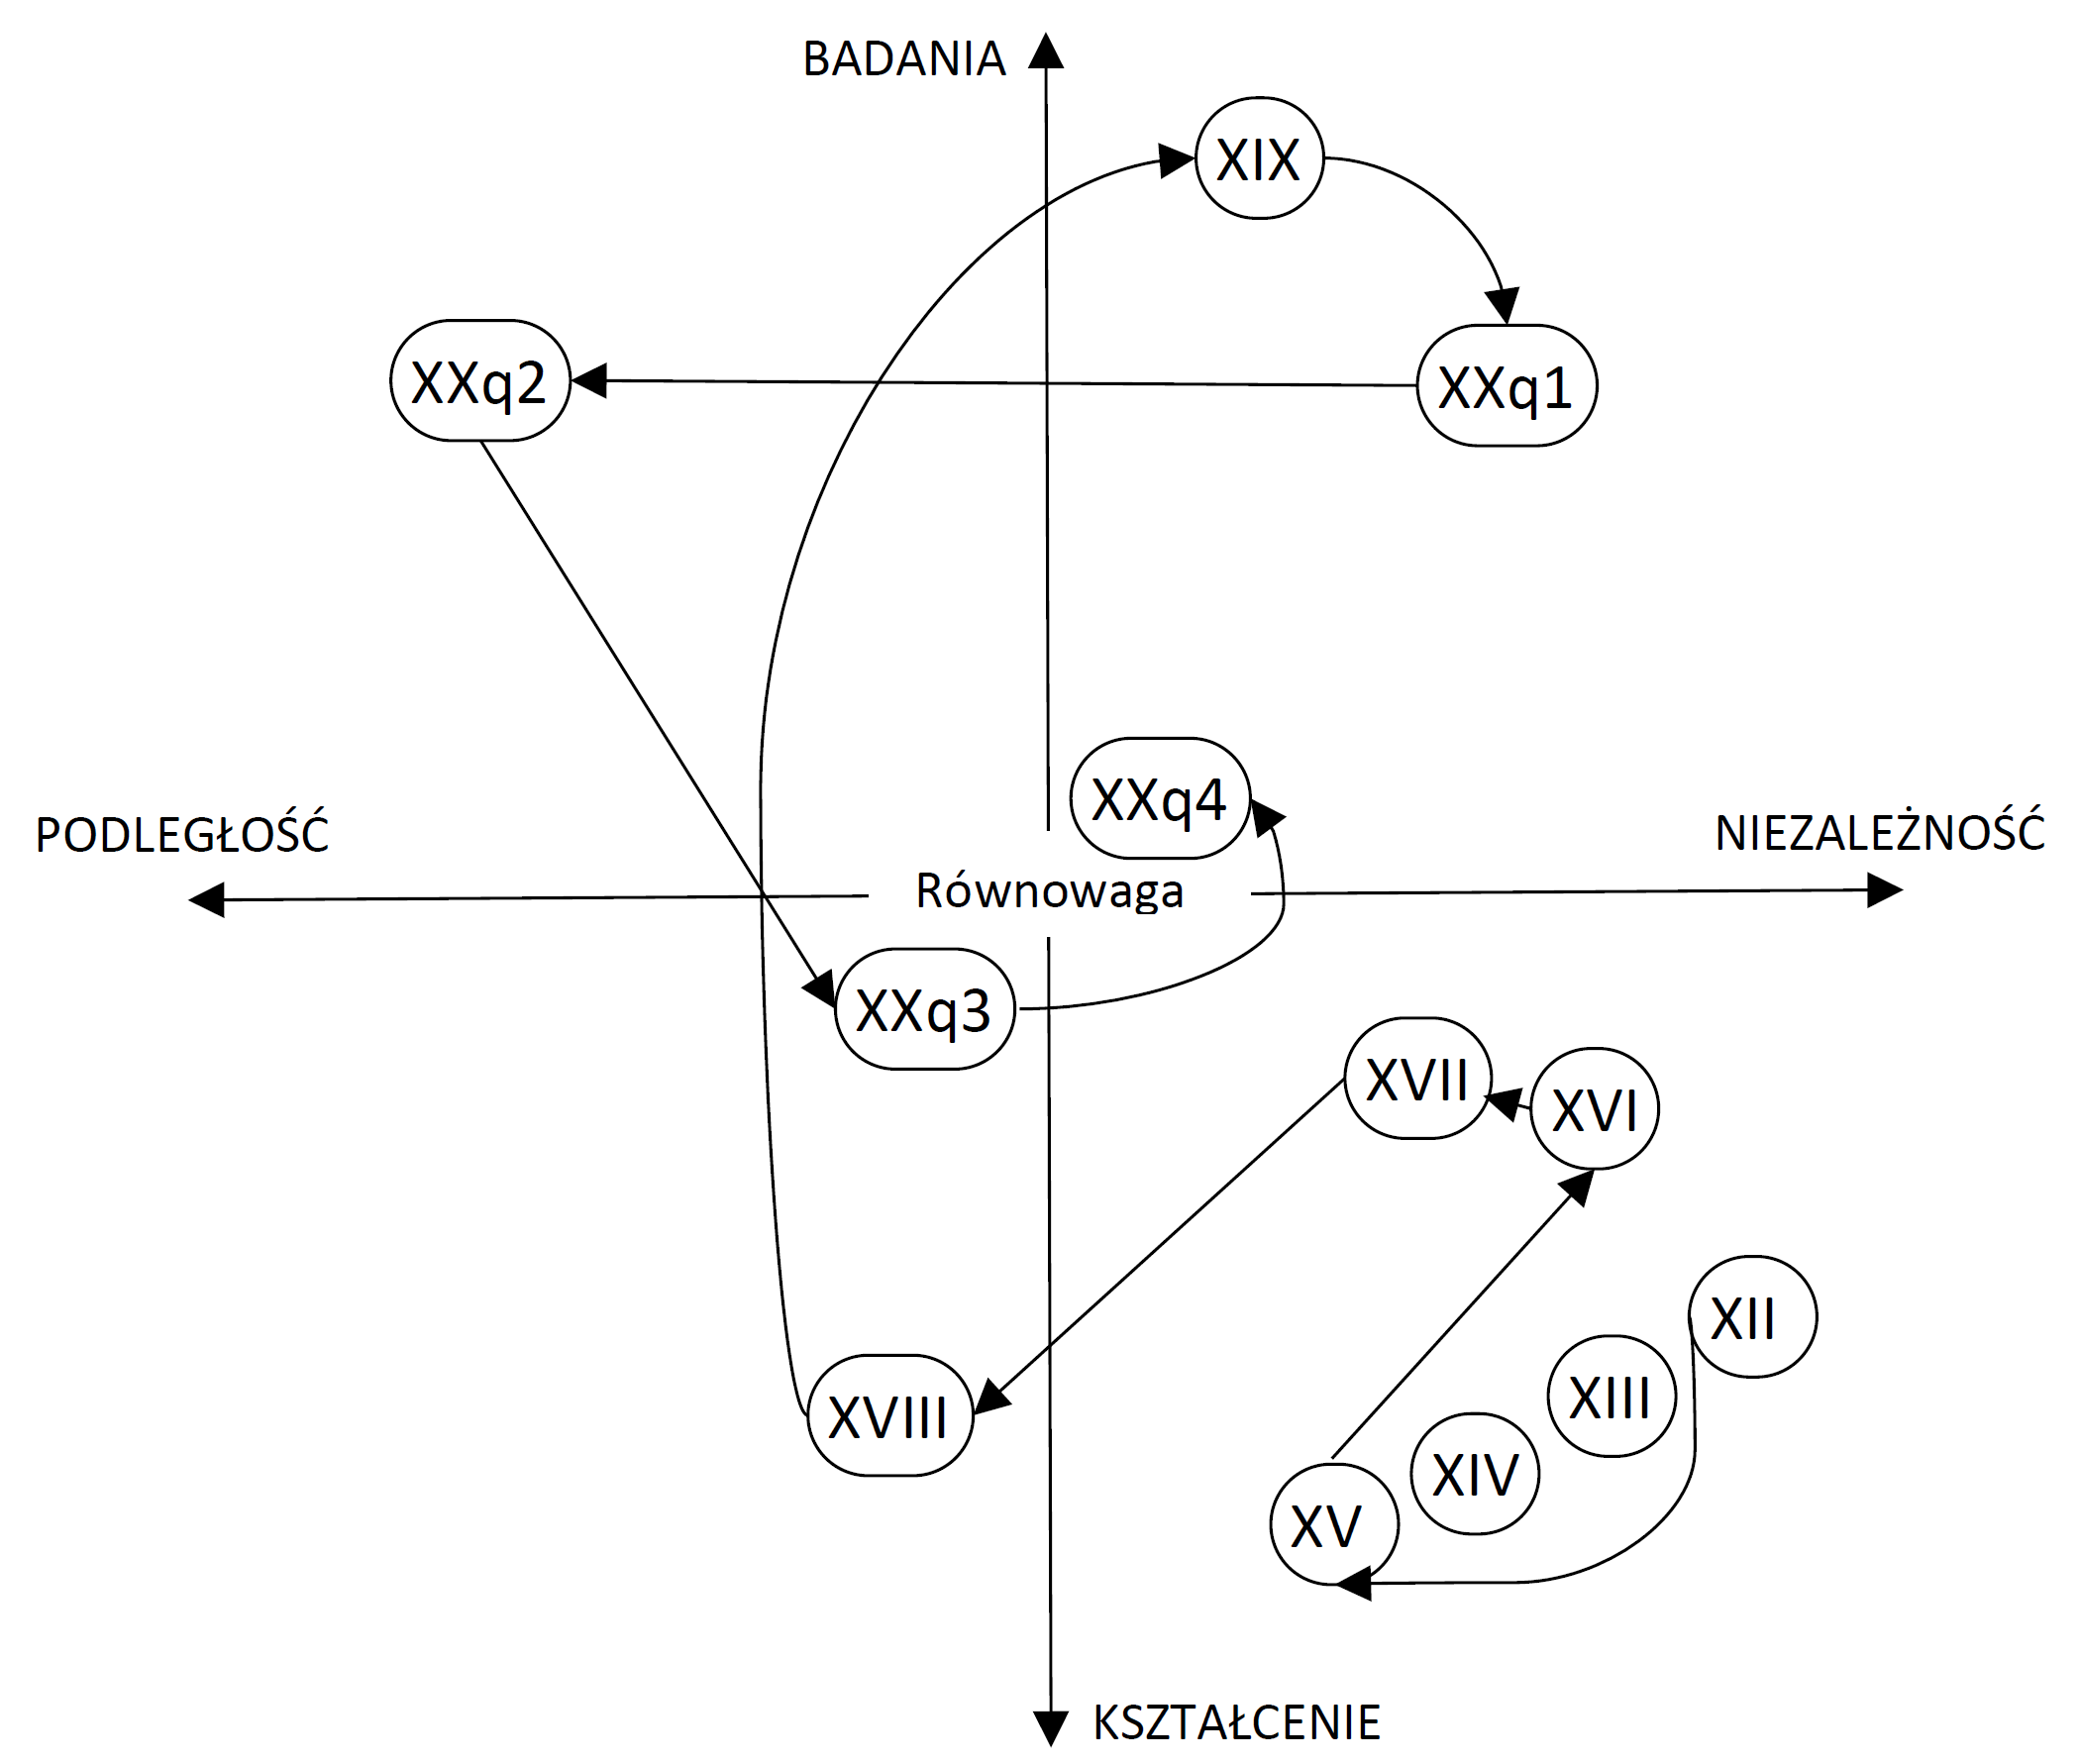 BADANIA
XIX
XXq2
XXq1
XXq4
PODLEGŁOŚĆ
NIEZALEŻNOŚĆ
Równowaga
XXq3
XVII
XVI
XII
XIII
XVIII
XIV
XV
KSZTAŁCENIE